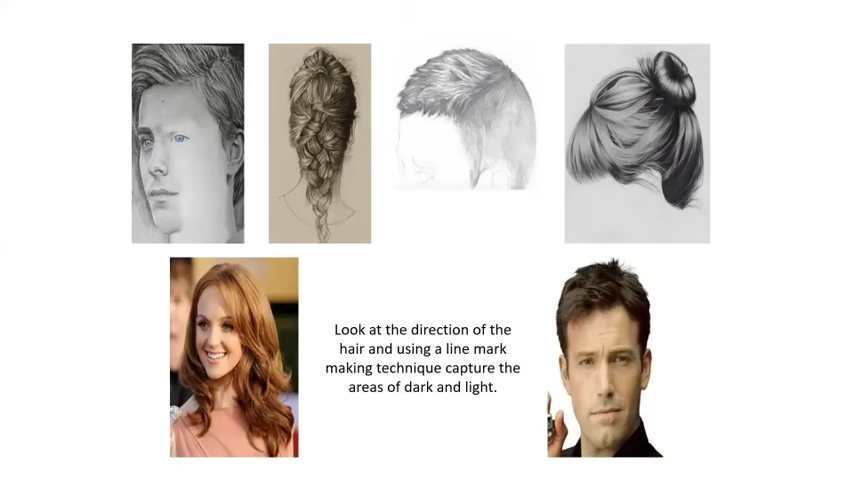 Look at the direction of the
hair and using a line mark
making technique capture the
areas of dark and light.